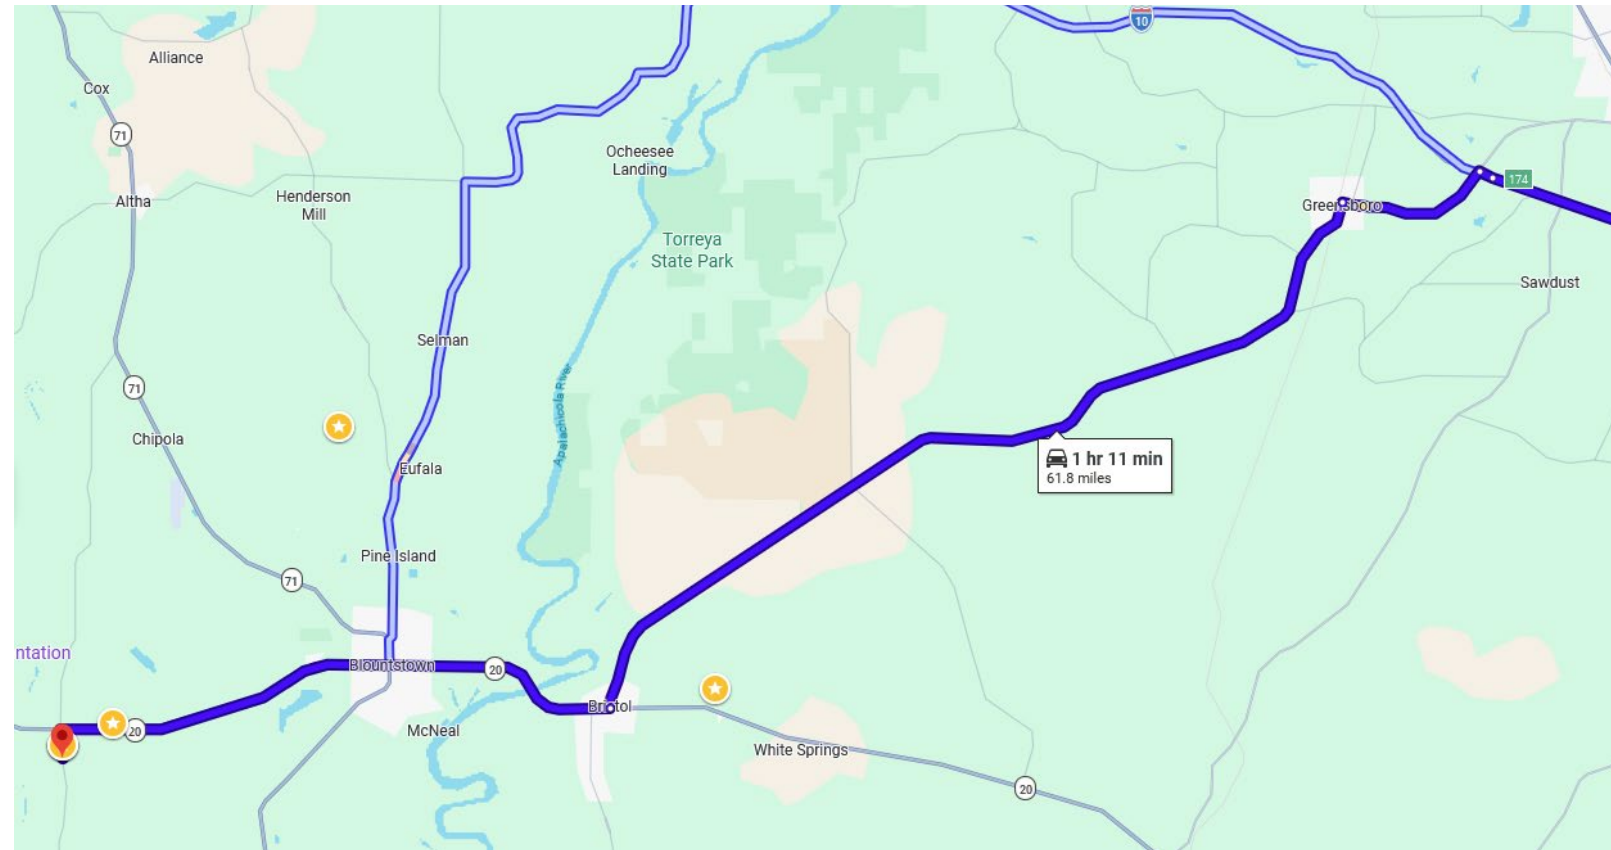 10
Alliance
Cox
71
Ocheesee
Landing
174
Altha
Henderson
Mill
Greensboro
Torreya
State Park
Sawdust
Selman
71
Apalachicola River
Chipola
1 hr 11 min
61.8 miles
Eufala
Pine Island
71
ntation
Blountstown
20
Bristol
20
McNeal
White Springs
20